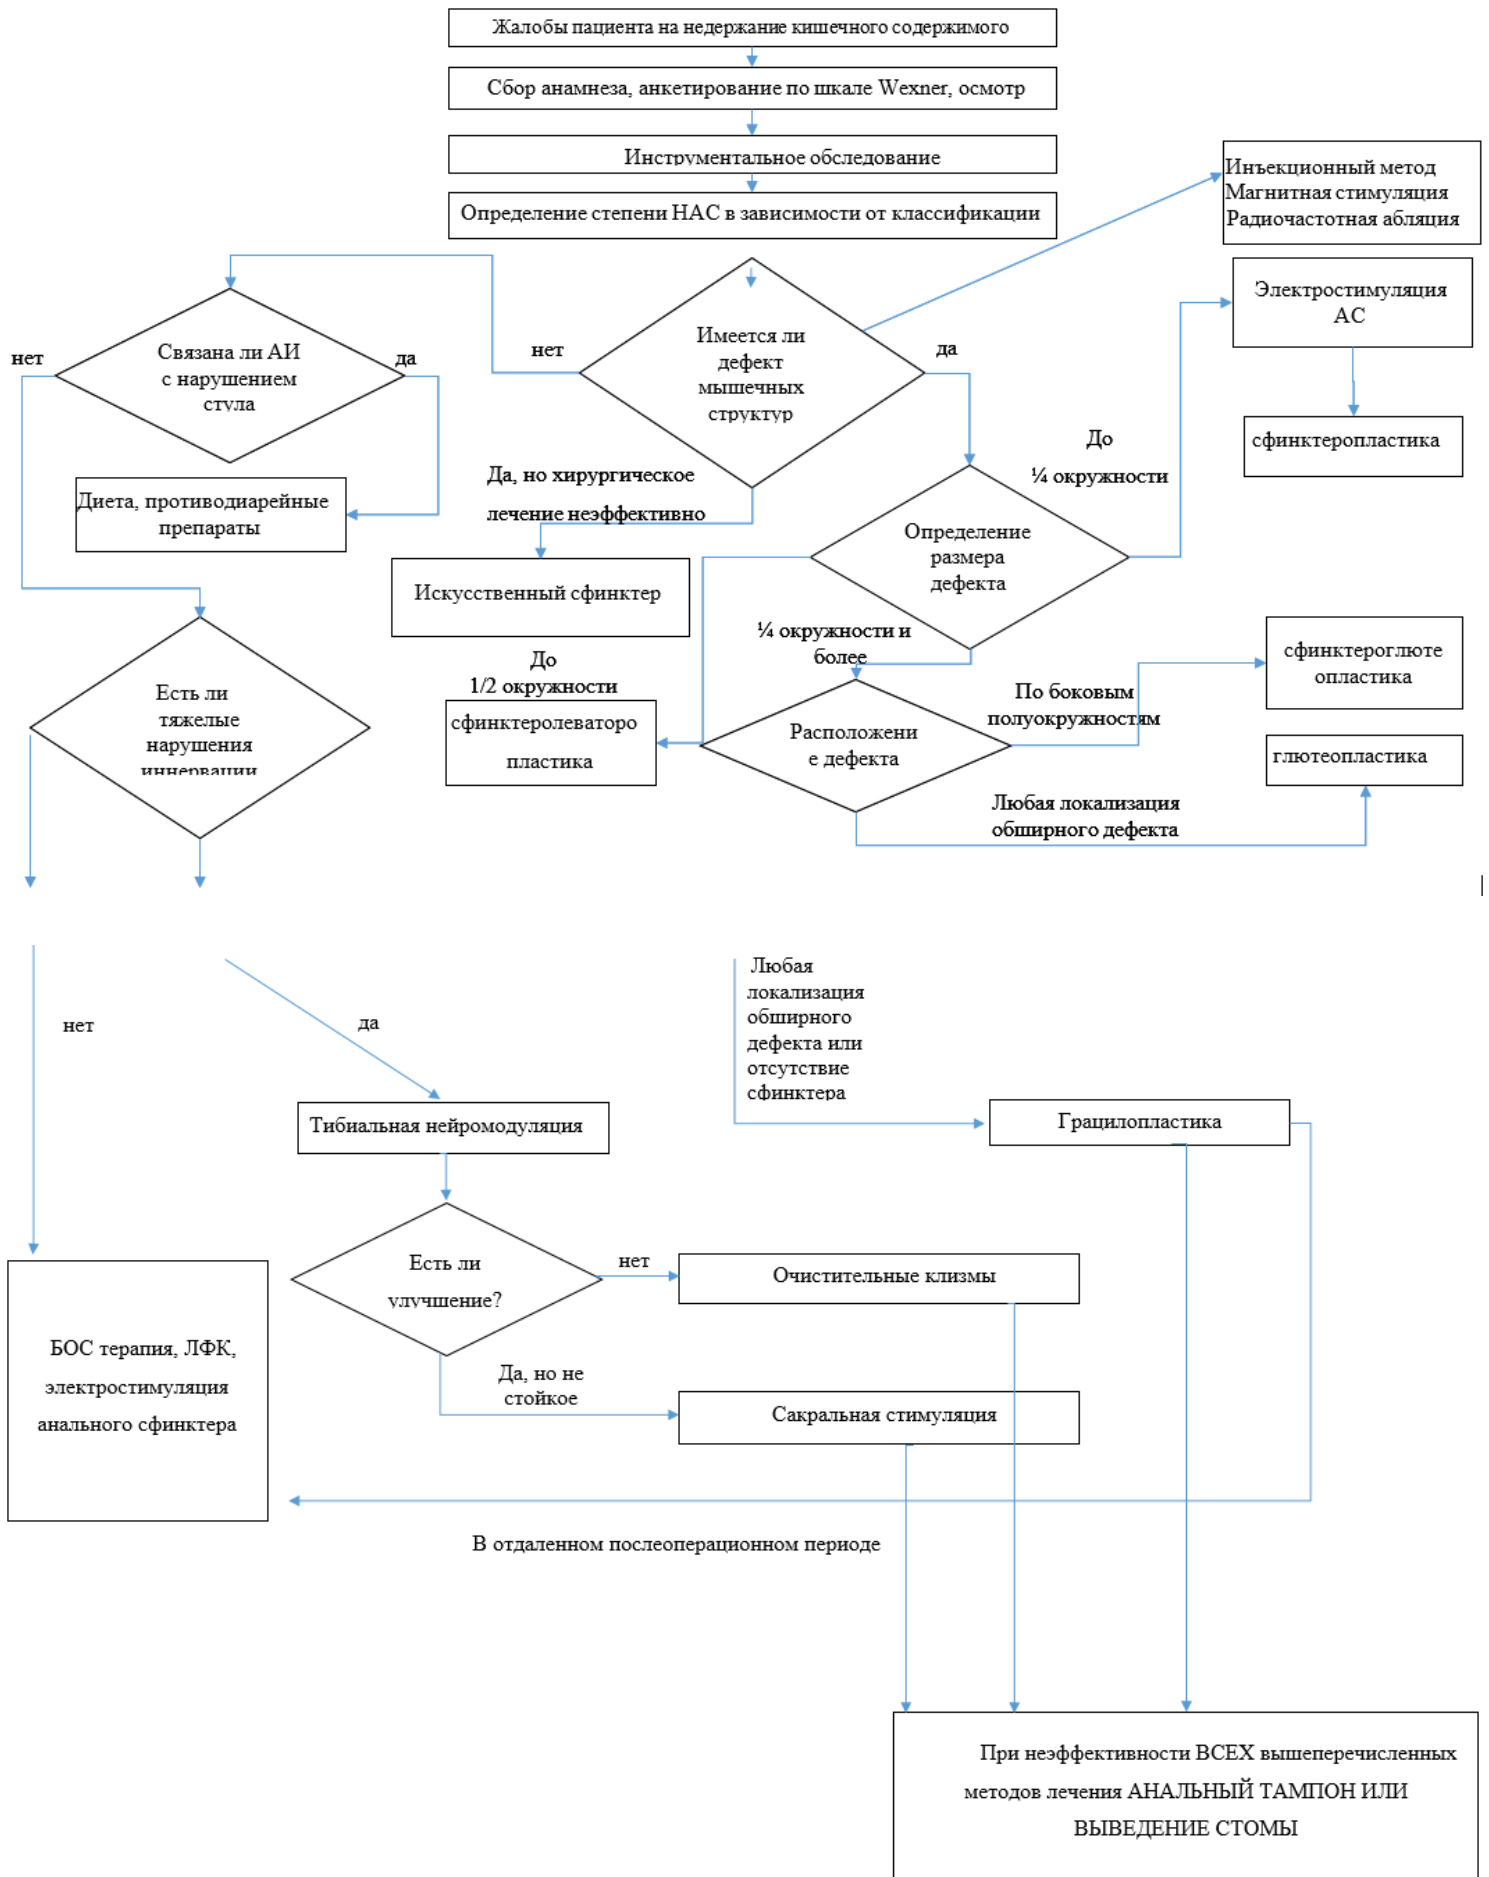 Жалобы пациента на недержание кишечного содержимого
Сбор анамнеза, анкетирование по шкале Wexner, осмотр
Инструментальное обследование
Определение степени НАС в зависимости от классификации
Инъекционный метод
Магнитная стимуляция
Радиочастотная абляция
Электростимуляция
АС
сфинктеропластика
Имеется ли
дефект
мышечных
структур
нет
да
Связана ли АИ
с нарушением
стула
нет
да
Диета, противодиарейные
препараты
Да, но хирургическое
лечение неэффективно
Искусственный сфинктер
До
¼ окружности
Определение
размера
дефекта
¼ окружности и
более
До
1/2 окружности
сфинктеролеваторо
пластика
Расположени
е дефекта
По боковым
полуокружностям
сфинктероглюте
опластика
глютеопластика
Любая локализация
обширного дефекта
Есть ли
тяжелые
нарушения
иннервации
нет
да
Любая
локализация
обширного
дефекта или
отсутствие
сфинктера
Тибиальная нейромодуляция
Грацилопластика
Есть ли
улучшение?
нет
Очистительные клизмы
Да, но не
стойкое
Сакральная стимуляция
БОС терапия, ЛФК,
электростимуляция
анального сфинктера
В отдаленном послеоперационном периоде
При неэффективности ВСЕХ вышеперечисленных
методов лечения АНАЛЬНЫЙ ТАМПОН ИЛИ
ВЫВЕДЕНИЕ СТОМЫ